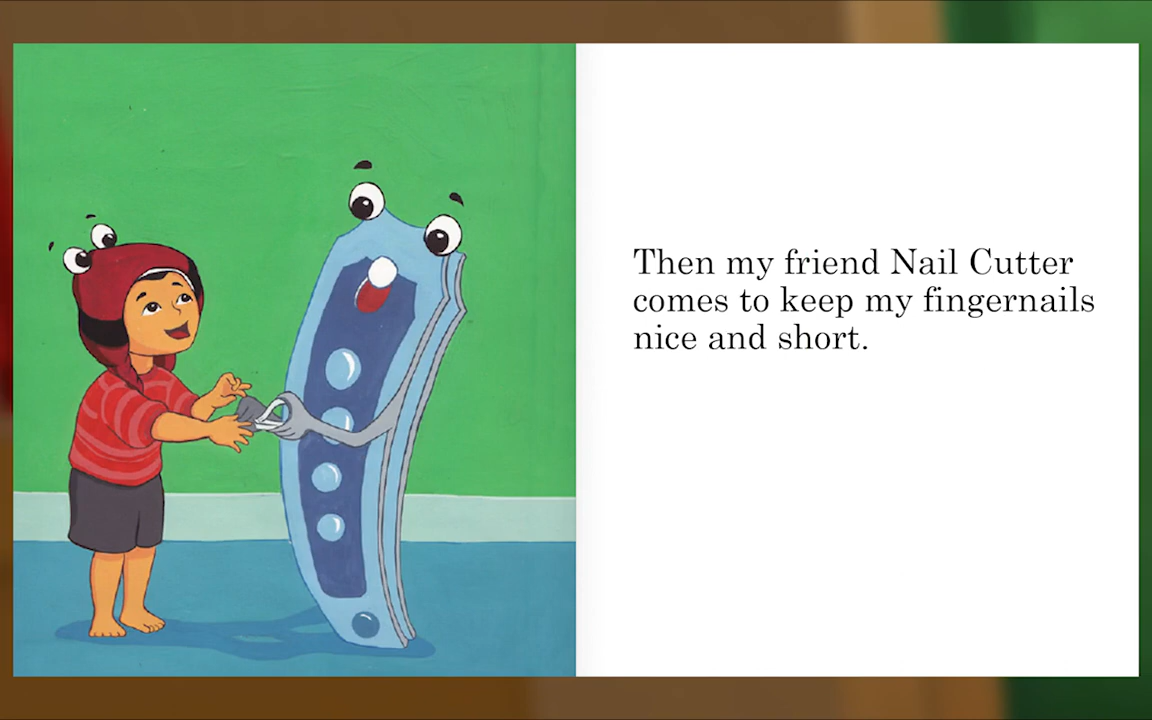 Then my friend Nail Cutter
comes to keep my fingernails
nice and short.